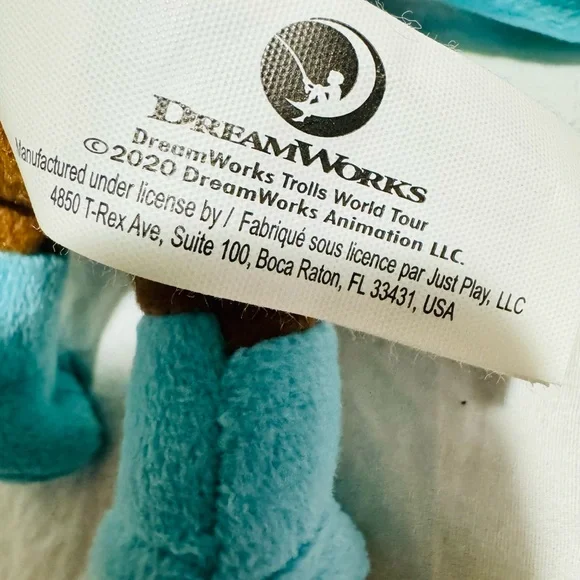 DREAMWORKS
DreamWorks Trolls World Tour
©2020 DreamWorks Animation LLC.
Manufactured under license by / Fabriqué sous licence par Just Play, LLC
4850 T-Rex Ave, Suite 100, Boca Raton, FL 33431, USA